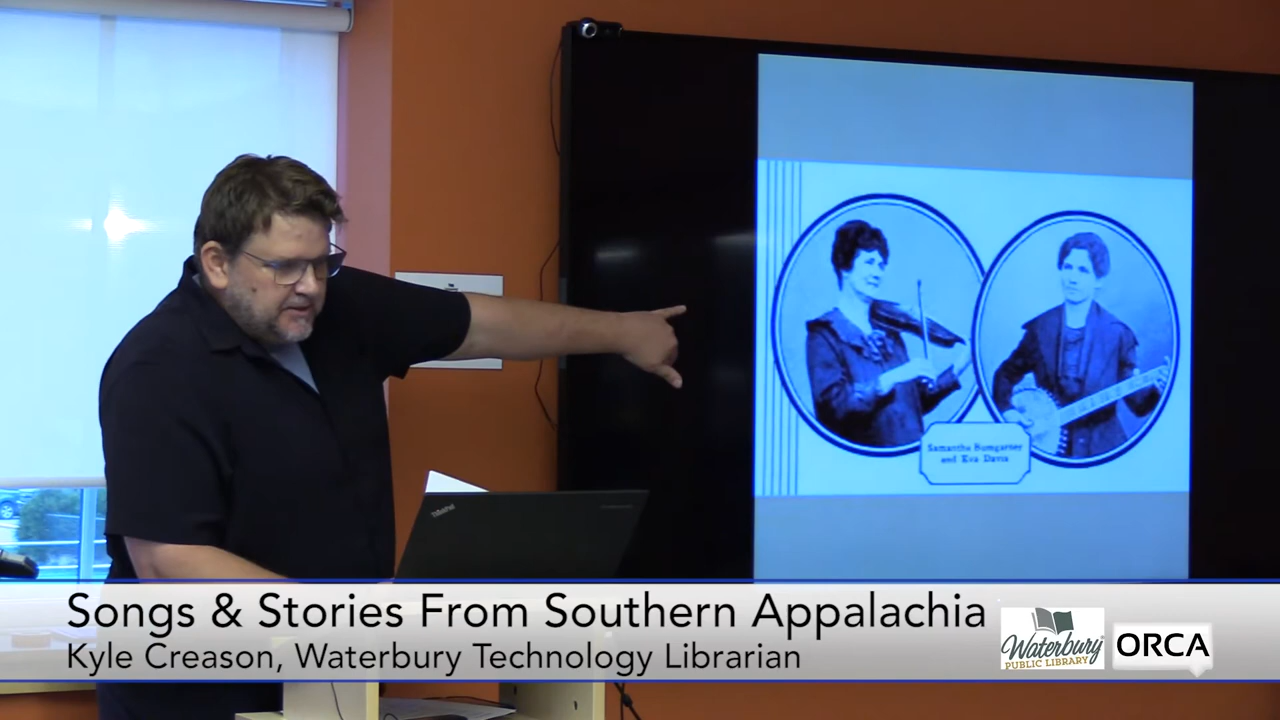 ThinkPad
Samantha Bumgarner
and Eva Davis
Songs & Stories From Southern Appalachia
Kyle Creason, Waterbury Technology Librarian
Waterbury
PUBLIC LIBRARY
ORCA